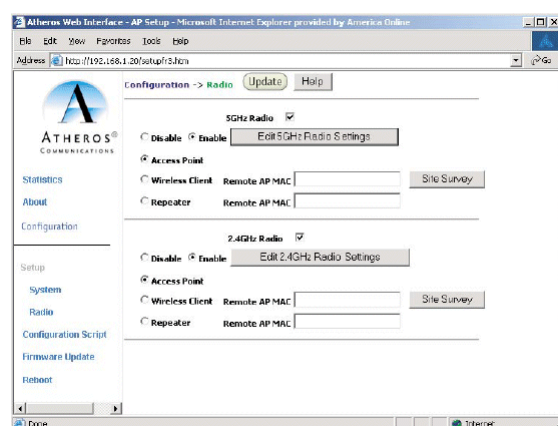 Atheros Web Interface - AP Setup - Microsoft Internet Explorer provided by America Online
File Edit View Favorites Tools Help
Address http://192.168.1.20/setupfr3.htm Go
Configuration -> Radio Update Help
ATHEROS®
COMMUNICATIONS
Statistics
About
Configuration
Setup
System
Radio
Configuration Script
Firmware Update
Reboot
5GHz Radio
Disable Enable Edit 5GHz Radio Settings
Access Point
Wireless Client Remote AP MAC Site Survey
Repeater Remote AP MAC
2.4GHz Radio
Disable Enable Edit 2.4GHz Radio Settings
Access Point
Wireless Client Remote AP MAC Site Survey
Repeater Remote AP MAC
Done Internet